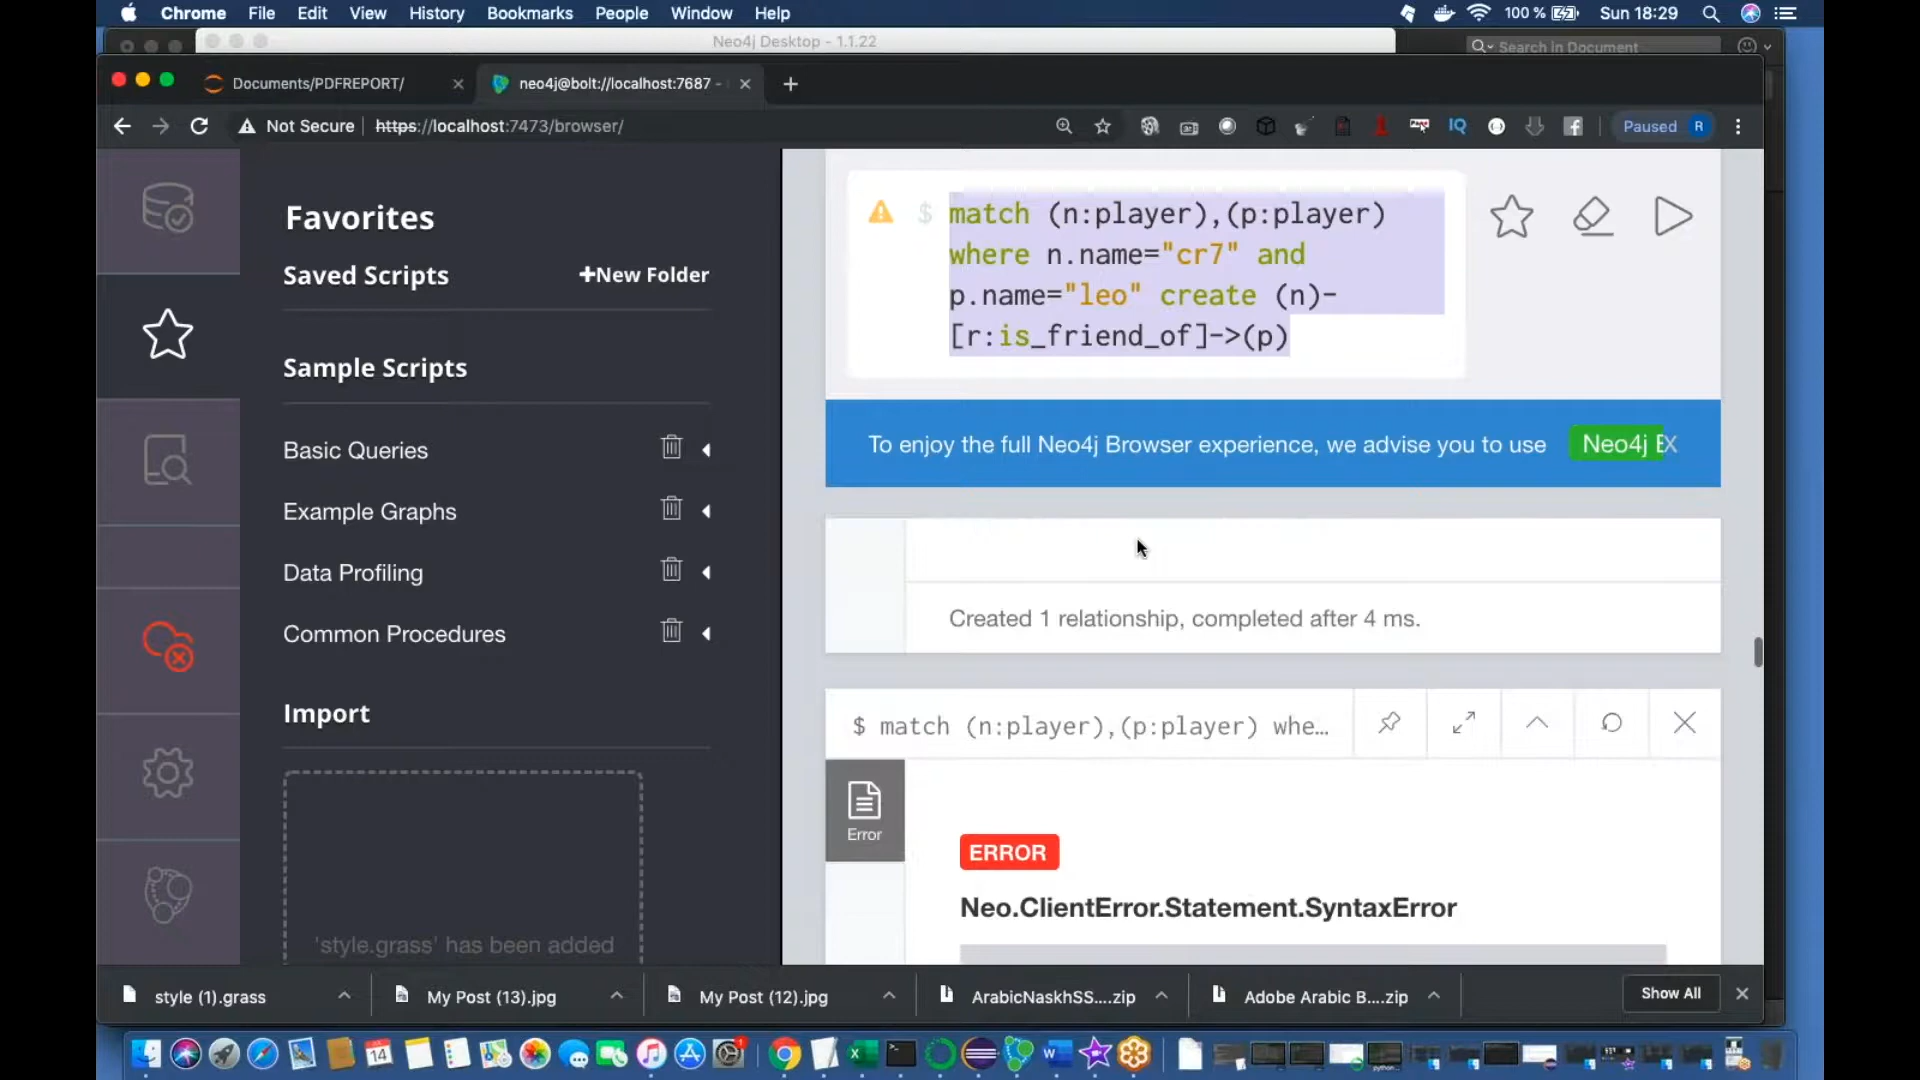 Chrome File Edit View History Bookmarks People Window Help 100 % Sun 18:29
Neo4j Desktop - 1.1.22
Search in Document
Documents/PDFREPORT/ neo4j@bolt://localhost:7687 -
Not Secure https://localhost:7473/browser/ IQ Paused R
Favorites
Saved Scripts +New Folder
Sample Scripts
Basic Queries
Example Graphs
Data Profiling
Common Procedures
Import
'style.grass' has been added
$ match (n:player),(p:player)
where n.name="cr7" and
p.name="leo" create (n)-
[r:is_friend_of]->(p)
To enjoy the full Neo4j Browser experience, we advise you to use Neo4j
Created 1 relationship, completed after 4 ms.
$ match (n:player),(p:player) whe…
Error
ERROR
Neo.ClientError.Statement.SyntaxError
style (1).grass My Post (13).jpg My Post (12).jpg ArabicNaskhSS....zip Adobe Arabic B....zip Show All
14